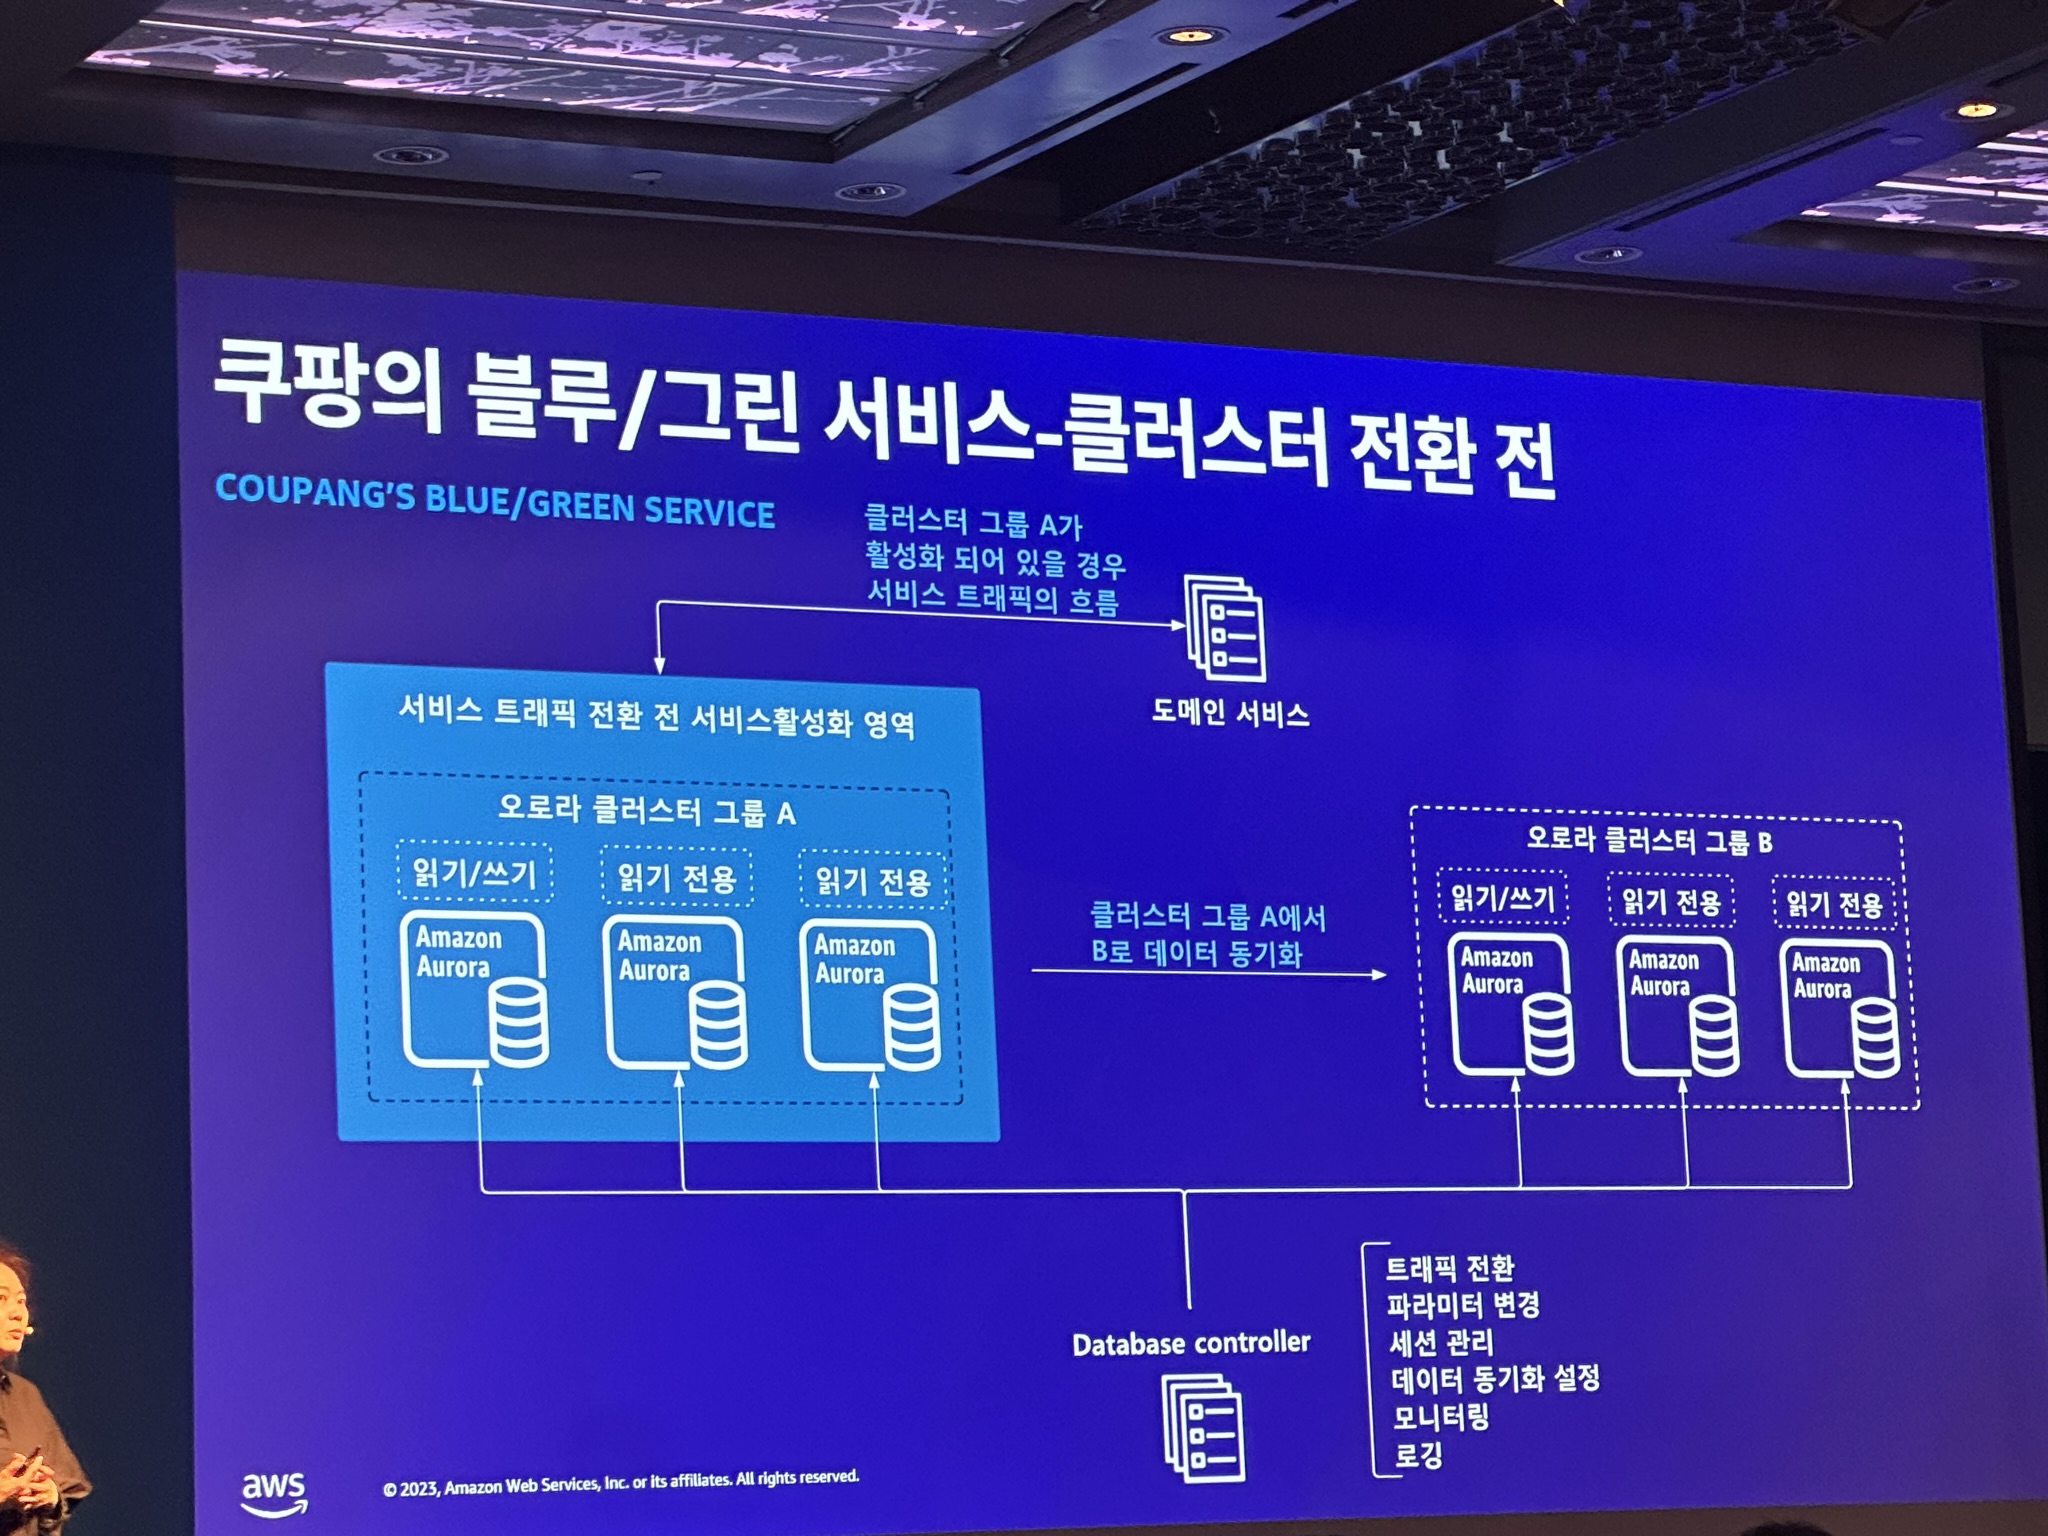 쿠팡의 블루/그린 서비스-클러스터 전환 전
COUPANG'S BLUE/GREEN SERVICE
클러스터 그룹 A가
활성화 되어 있을 경우
서비스 트래픽의 흐름
도메인 서비스
서비스 트래픽 전환 전 서비스활성화 영역
오로라 클러스터 그룹 A
읽기/쓰기
읽기 전용
읽기 전용
Amazon
Aurora
Amazon
Aurora
Amazon
Aurora
클러스터 그룹 A에서
B로 데이터 동기화
오로라 클러스터 그룹 B
읽기/쓰기
읽기 전용
읽기 전용
Amazon
Aurora
Amazon
Aurora
Amazon
Aurora
Database controller
트래픽 전환
파라미터 변경
세션 관리
데이터 동기화 설정
모니터링
로깅
aws
© 2023, Amazon Web Services, Inc. or its affiliates. All rights reserved.